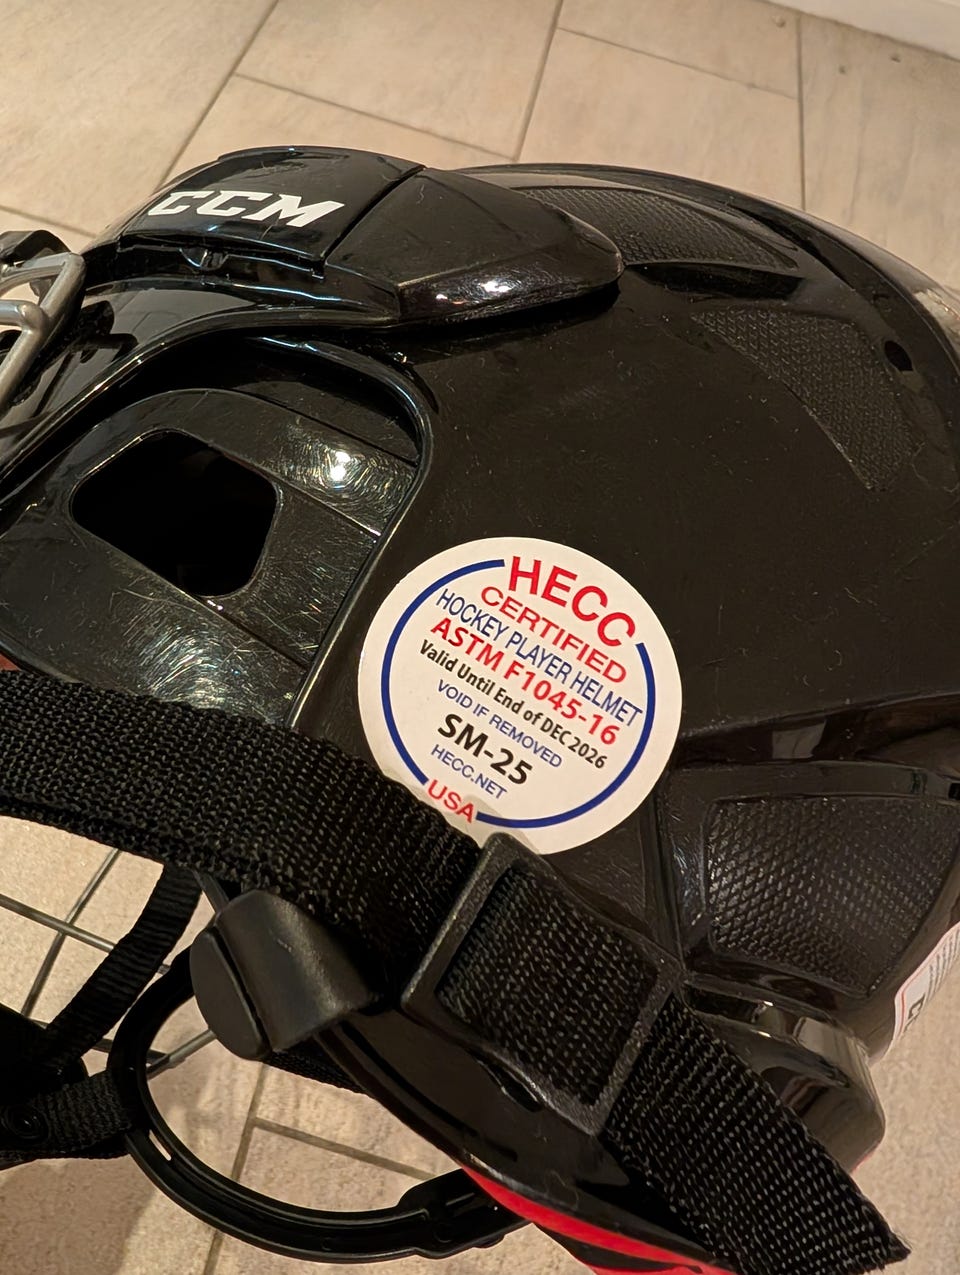 CCM
HECC
CERTIFIED
HOCKEY PLAYER HELMET
ASTM F1045-16
Valid Until End of DEC 2026
VOID IF REMOVED
SM-25
HECC.NET
USA